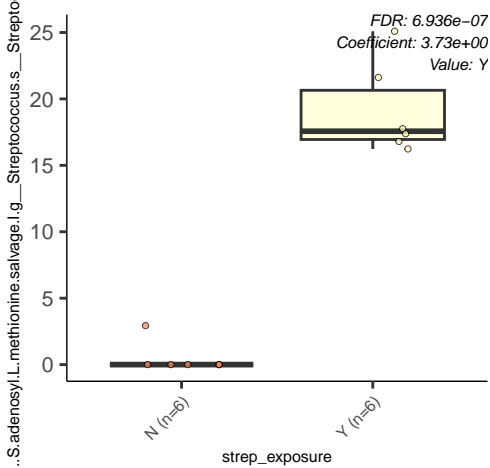 FDR: 6.936e−07
Coefficient: 3.73e+00
Value: Y
25
20
15
10
5
0
..S.adenosyl.L.methionine.salvage.I.g__Streptococcus.s__Strepto
N (n=6)
Y (n=6)
strep_exposure